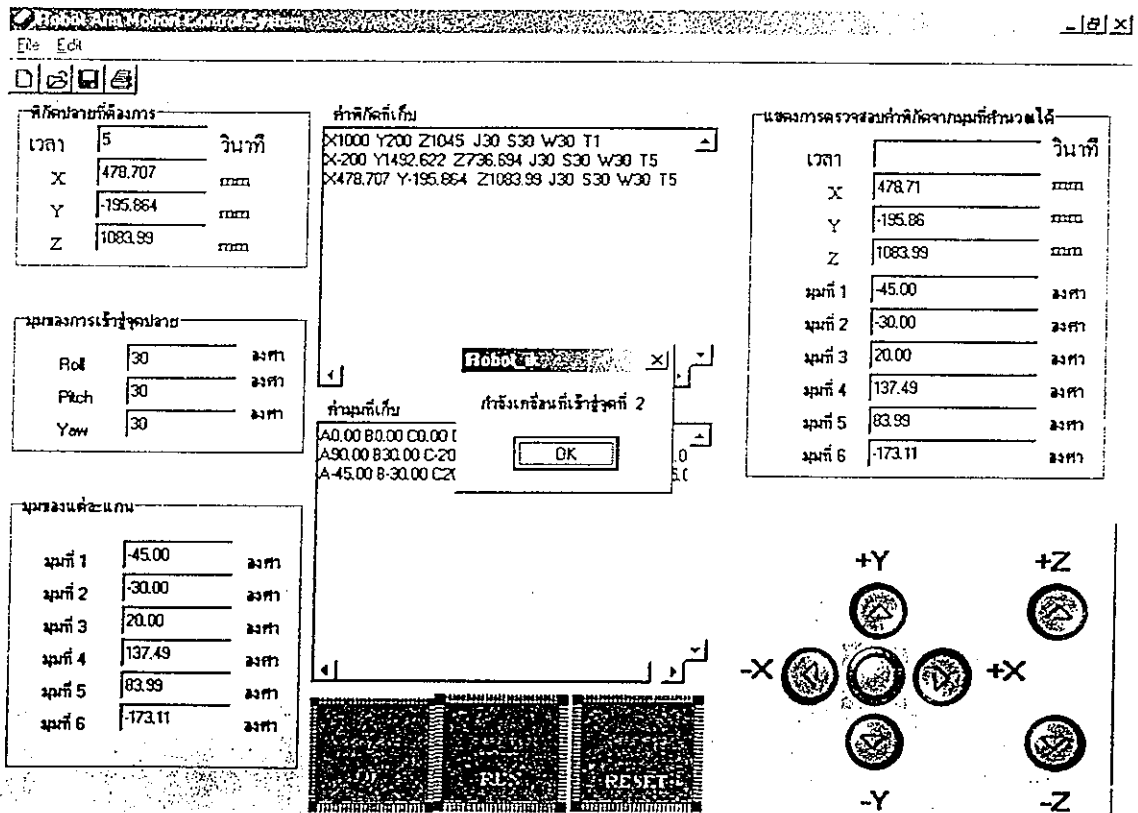 Robot Arm Motion Control System
File Edit
พิกัดปลายที่ต้องการ
เวลา 5 วินาที
X 478.707 mm
Y -195.864 mm
Z 1083.99 mm
มุมของการเข้าสู่จุดปลาย
Roll 30 องศา
Pitch 30 องศา
Yaw 30 องศา
มุมของแต่ละแกน
มุมที่ 1 -45.00 องศา
มุมที่ 2 -30.00 องศา
มุมที่ 3 20.00 องศา
มุมที่ 4 137.49 องศา
มุมที่ 5 83.99 องศา
มุมที่ 6 -173.11 องศา
ค่าพิกัดที่เก็บ
X1000 Y200 Z1045 J30 S30 W30 T1
X-200 Y1492.622 Z736.694 J30 S30 W30 T5
X478.707 Y-195.864 Z1083.99 J30 S30 W30 T5
ค่ามุมที่เก็บ
A0.00 B0.00 C0.00
A90.00 B30.00 C-20
A-45.00 B-30.00 C20
กำลังเคลื่อนที่เข้าสู่จุดที่ 2
OK
RUN
RESET
แสดงการตรวจสอบค่าพิกัดจากมุมที่คำนวณได้
เวลา วินาที
X 478.71 mm
Y -195.86 mm
Z 1083.99 mm
มุมที่ 1 -45.00 องศา
มุมที่ 2 -30.00 องศา
มุมที่ 3 20.00 องศา
มุมที่ 4 137.49 องศา
มุมที่ 5 83.99 องศา
มุมที่ 6 -173.11 องศา
+Y +Z
-X +X
-Y -Z